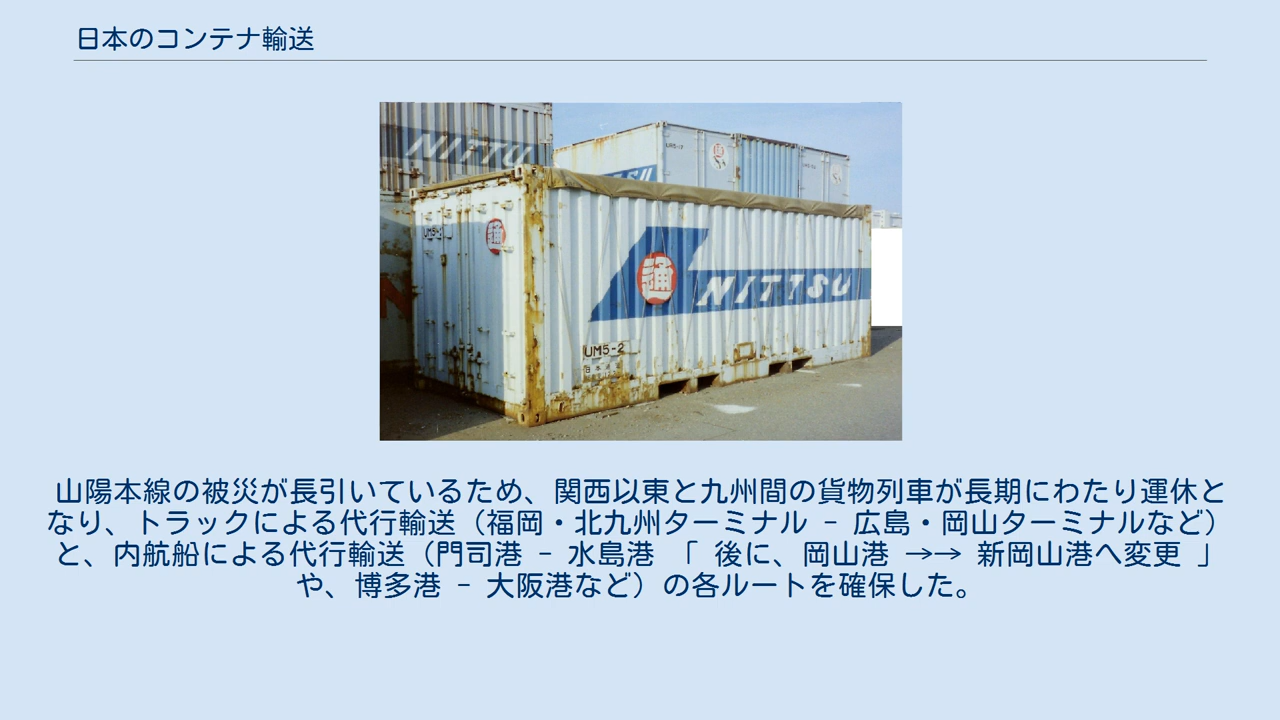 日本のコンテナ輸送
NITTU
通
UM5-2
通
NITTSU
UM5-2
山陽本線の被災が長引いているため、関西以東と九州間の貨物列車が長期にわたり運休と
なり、トラックによる代行輸送（福岡・北九州ターミナル － 広島・岡山ターミナルなど）
と、内航船による代行輸送（門司港 － 水島港 「 後に、岡山港 →→ 新岡山港へ変更 」
や、博多港 － 大阪港など）の各ルートを確保した。